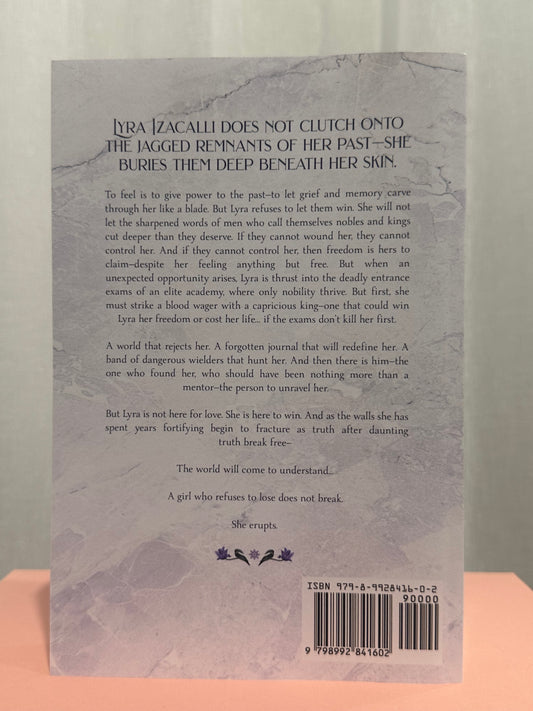 LYRA IZACALLI DOES NOT CLUTCH ONTO
THE JAGGED REMNANTS OF HER PAST—SHE
BURIES THEM DEEP BENEATH HER SKIN.
To feel is to give power to the past—to let grief and memory carve
through her like a blade. But Lyra refuses to let them win. She will not
let the sharpened words of men who call themselves nobles and kings
cut deeper than they deserve. If they cannot wound her, they cannot
control her. And if they cannot control her, then freedom is hers to
claim—despite her feeling anything but free. But when an
unexpected opportunity arises, Lyra is thrust into the deadly entrance
exams of an elite academy, where only nobility thrive. But first, she
must strike a blood wager with a capricious king—one that could win
Lyra her freedom or cost her life... if the exams don't kill her first.
A world that rejects her. A forgotten journal that will redefine her. A
band of dangerous wielders that hunt her. And then there is him—the
one who found her, who should have been nothing more than a
mentor—the person to unravel her.
But Lyra is not here for love. She is here to win. And as the walls she has
spent years fortifying begin to fracture as truth after daunting
truth break free—
The world will come to understand...
A girl who refuses to lose does not break.
She erupts.
ISBN 979-8-9928416-0-2
90000
9 798992 841602